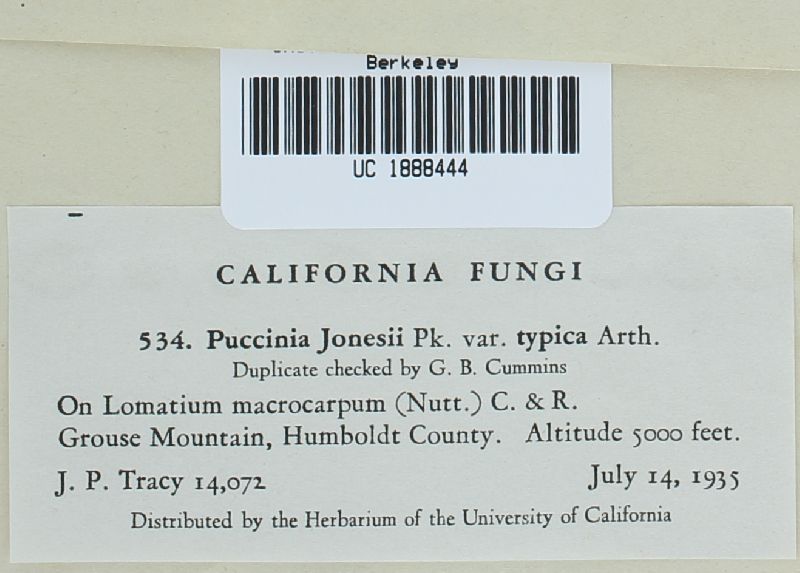 Berkeley
UC 1888444
CALIFORNIA FUNGI
534. Puccinia Jonesii Pk. var. typica Arth.
Duplicate checked by G. B. Cummins
On Lomatium macrocarpum (Nutt.) C. & R.
Grouse Mountain, Humboldt County. Altitude 5000 feet.
J. P. Tracy 14,072 July 14, 1935
Distributed by the Herbarium of the University of California